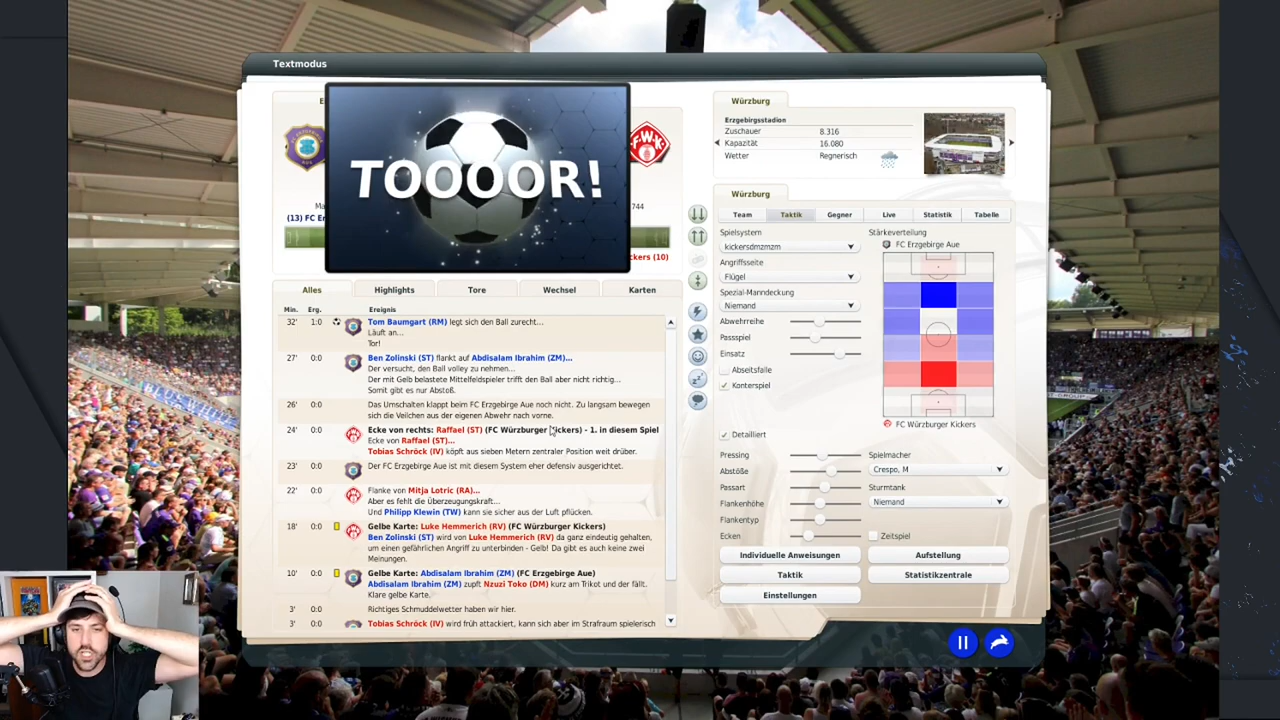 Textmodus
E
TOOOOR!
FWK
Ma
744
(13) FC Er
ckers (10)
Alles
Highlights
Tore
Wechsel
Karten
Min.
Erg.
Ereignis
32'
1:0
Tom Baumgart (RM) legt sich den Ball zurecht...
Läuft an...
Tor!
27'
0:0
Ben Zolinski (ST) flankt auf Abdisalam Ibrahim (ZM)...
Der versucht, den Ball volley zu nehmen...
Der mit Gelb belastete Mittelfeldspieler trifft den Ball aber nicht richtig...
Somit gibt es nur Abstoß.
26'
0:0
Das Umschalten klappt beim FC Erzgebirge Aue noch nicht. Zu langsam bewegen
sich die Veilchen aus der eigenen Abwehr nach vorne.
24'
0:0
Ecke von rechts: Raffael (ST) (FC Würzburger Kickers) - 1. in diesem Spiel
Ecke von Raffael (ST)...
Tobias Schröck (IV) köpft aus sieben Metern zentraler Position weit drüber.
23'
0:0
Der FC Erzgebirge Aue ist mit diesem System eher defensiv ausgerichtet.
22'
0:0
Flanke von Mitja Lotric (RA)...
Aber es fehlt die Überzeugungskraft...
Und Philipp Klewin (TW) kann sie sicher aus der Luft pflücken.
18'
0:0
Gelbe Karte: Luke Hemmerich (RV) (FC Würzburger Kickers)
Ben Zolinski (ST) wird von Luke Hemmerich (RV) da ganz eindeutig gehalten,
um einen gefährlichen Angriff zu unterbinden - Gelb! Da gibt es auch keine zwei
Meinungen.
10'
0:0
Gelbe Karte: Abdisalam Ibrahim (ZM) (FC Erzgebirge Aue)
Abdisalam Ibrahim (ZM) zupft Nzuzi Toko (DM) kurz am Trikot und der fällt.
Klare gelbe Karte.
3'
0:0
Richtiges Schmuddelwetter haben wir hier.
3'
0:0
Tobias Schröck (IV) wird früh attackiert, kann sich aber im Strafraum spielerisch
Würzburg
Erzgebirgsstadion
Zuschauer
8.316
Kapazität
16.080
Wetter
Regnerisch
Würzburg
Team
Taktik
Gegner
Live
Statistik
Tabelle
Spielsystem
kickersdmzmzm
Angriffsseite
Flügel
Spezial-Manndeckung
Niemand
Abwehrreihe
Passspiel
Einsatz
Abseitsfalle
Konterspiel
Stärkeverteilung
FC Erzgebirge Aue
FC Würzburger Kickers
Detailliert
Pressing
Abstöße
Passart
Flankenhöhe
Flankentyp
Ecken
Spielmacher
Crespo, M
Sturmtank
Niemand
Zeitspiel
Individuelle Anweisungen
Aufstellung
Taktik
Statistikzentrale
Einstellungen